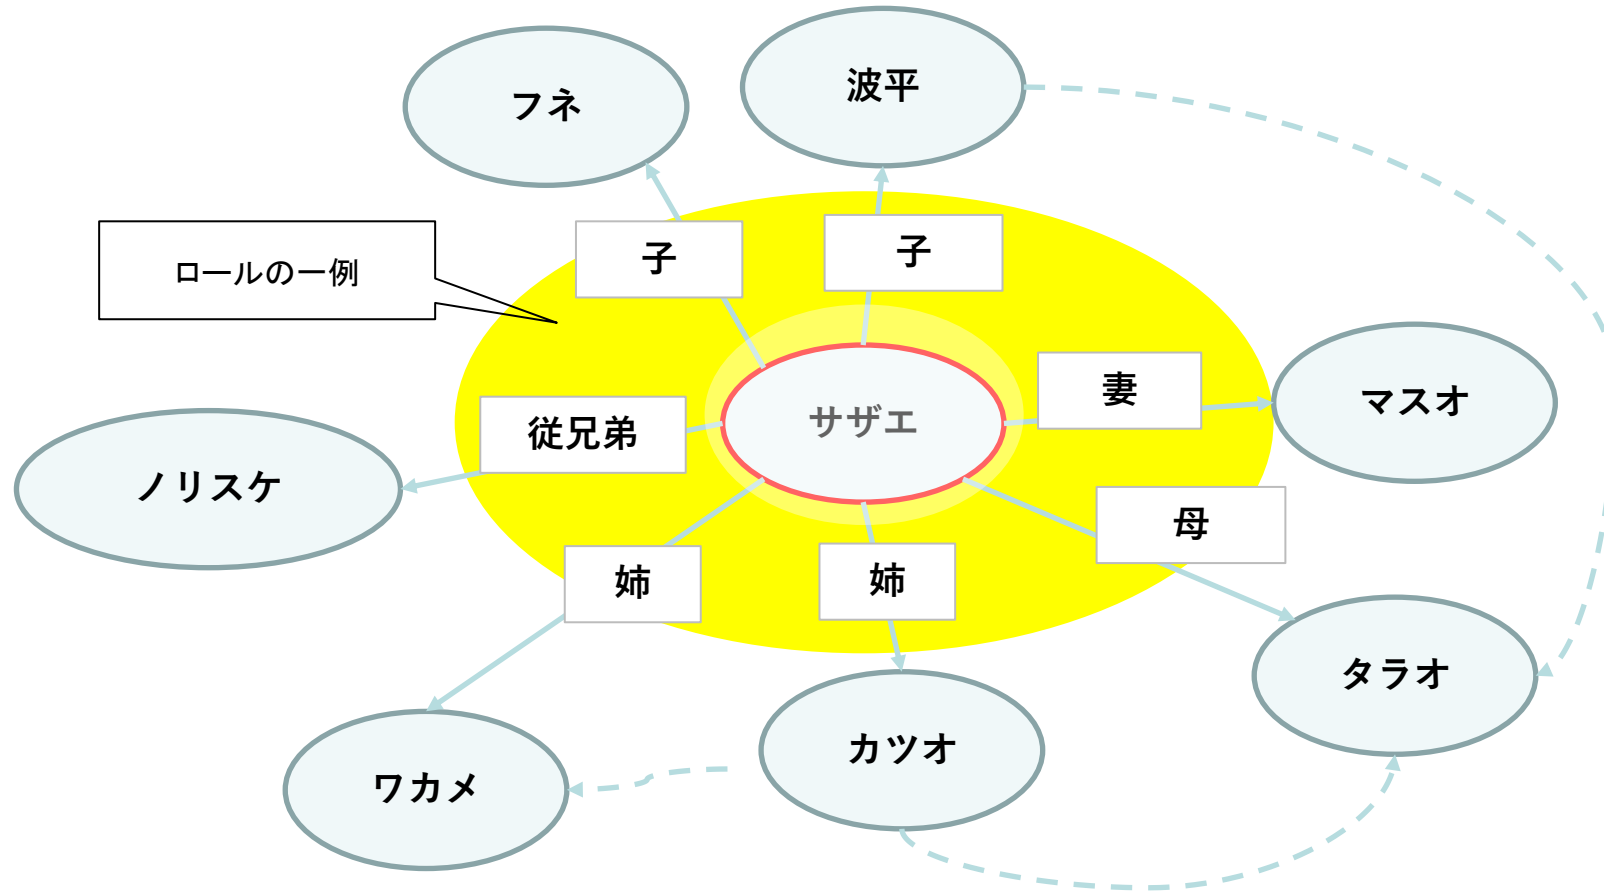 波平
フネ
子
子
ロールの一例
妻
マスオ
サザエ
従兄弟
ノリスケ
母
姉
姉
タラオ
カツオ
ワカメ